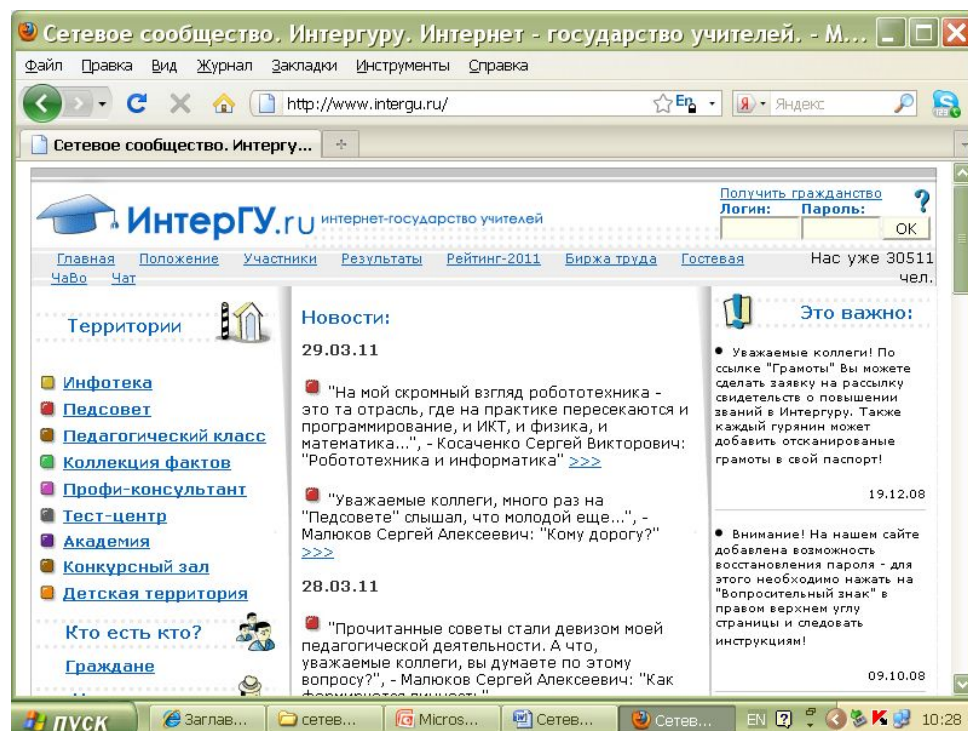 Сетевое сообщество. Интергуру. Интернет - государство учителей. - М...
Файл Правка Вид Журнал Закладки Инструменты Справка
http://www.intergu.ru/
Яндекс
Сетевое сообщество. Интергу...
ИнтерГУ.ru интернет-государство учителей
Получить гражданство ?
Логин: Пароль:
OK
Главная Положение Участники Результаты Рейтинг-2011 Биржа труда Гостевая
ЧаВо Чат
Нас уже 30511
чел.
Территории
Инфотека
Педсовет
Педагогический класс
Коллекция фактов
Профи-консультант
Тест-центр
Академия
Конкурсный зал
Детская территория
Кто есть кто?
Граждане
Новости:
29.03.11
"На мой скромный взгляд робототехника -
это та отрасль, где на практике пересекаются и
программирование, и ИКТ, и физика, и
математика...", - Косаченко Сергей Викторович:
"Робототехника и информатика" >>>
"Уважаемые коллеги, много раз на
"Педсовете" слышал, что молодой еще...", -
Малюков Сергей Алексеевич: "Кому дорогу?"
>>>
28.03.11
"Прочитанные советы стали девизом моей
педагогической деятельности. А что,
уважаемые коллеги, вы думаете по этому
вопросу?", - Малюков Сергей Алексеевич: "Как
формируется личность"
Это важно:
Уважаемые коллеги! По
ссылке "Грамоты" Вы можете
сделать заявку на рассылку
свидетельств о повышении
званий в Интергуру. Также
каждый гурянин может
добавить отсканированые
грамоты в свой паспорт!
19.12.08
Внимание! На нашем сайте
добавлена возможность
восстановления пароля - для
этого необходимо нажать на
"Вопросительный знак" в
правом верхнем углу
страницы и следовать
инструкциям!
09.10.08
пуск
Заглав...
сетев...
Micros...
Сетев...
Сетев...
EN
10:28